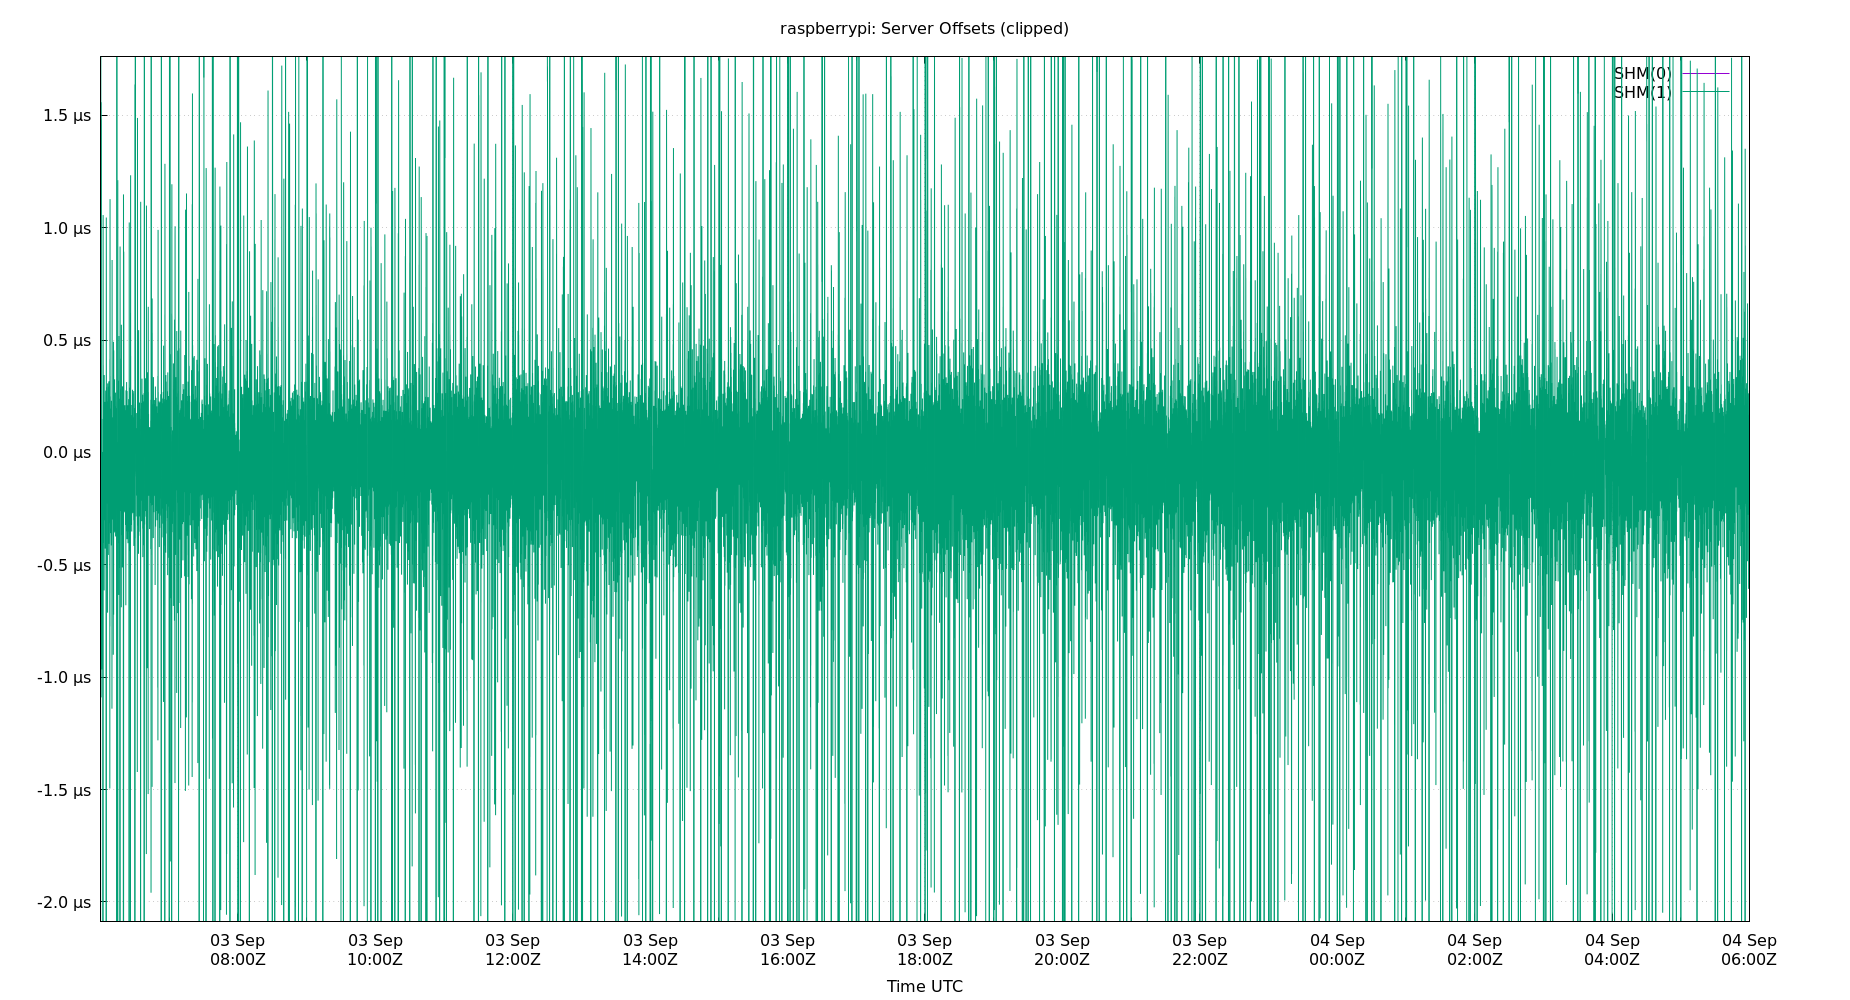 raspberrypi: Server Offsets (clipped)
SHM(0)
SHM(1)
1.5 µs
1.0 µs
0.5 µs
0.0 µs
-0.5 µs
-1.0 µs
-1.5 µs
-2.0 µs
03 Sep 03 Sep 03 Sep 03 Sep 03 Sep 03 Sep 03 Sep 03 Sep 04 Sep 04 Sep 04 Sep 04 Sep
08:00Z 10:00Z 12:00Z 14:00Z 16:00Z 18:00Z 20:00Z 22:00Z 00:00Z 02:00Z 04:00Z 06:00Z
Time UTC